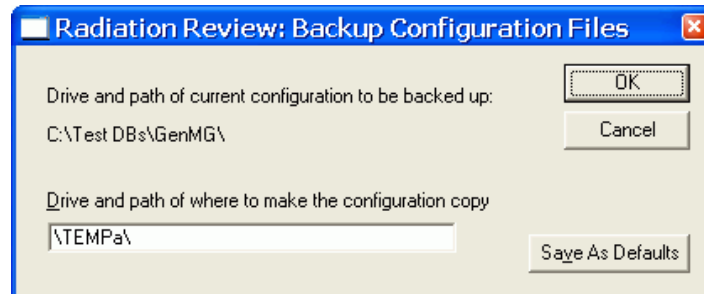 Radiation Review: Backup Configuration Files
Drive and path of current configuration to be backed up:
OK
C:\Test DBs\GenMG\
Cancel
Drive and path of where to make the configuration copy
\TEMPa\
Save As Defaults